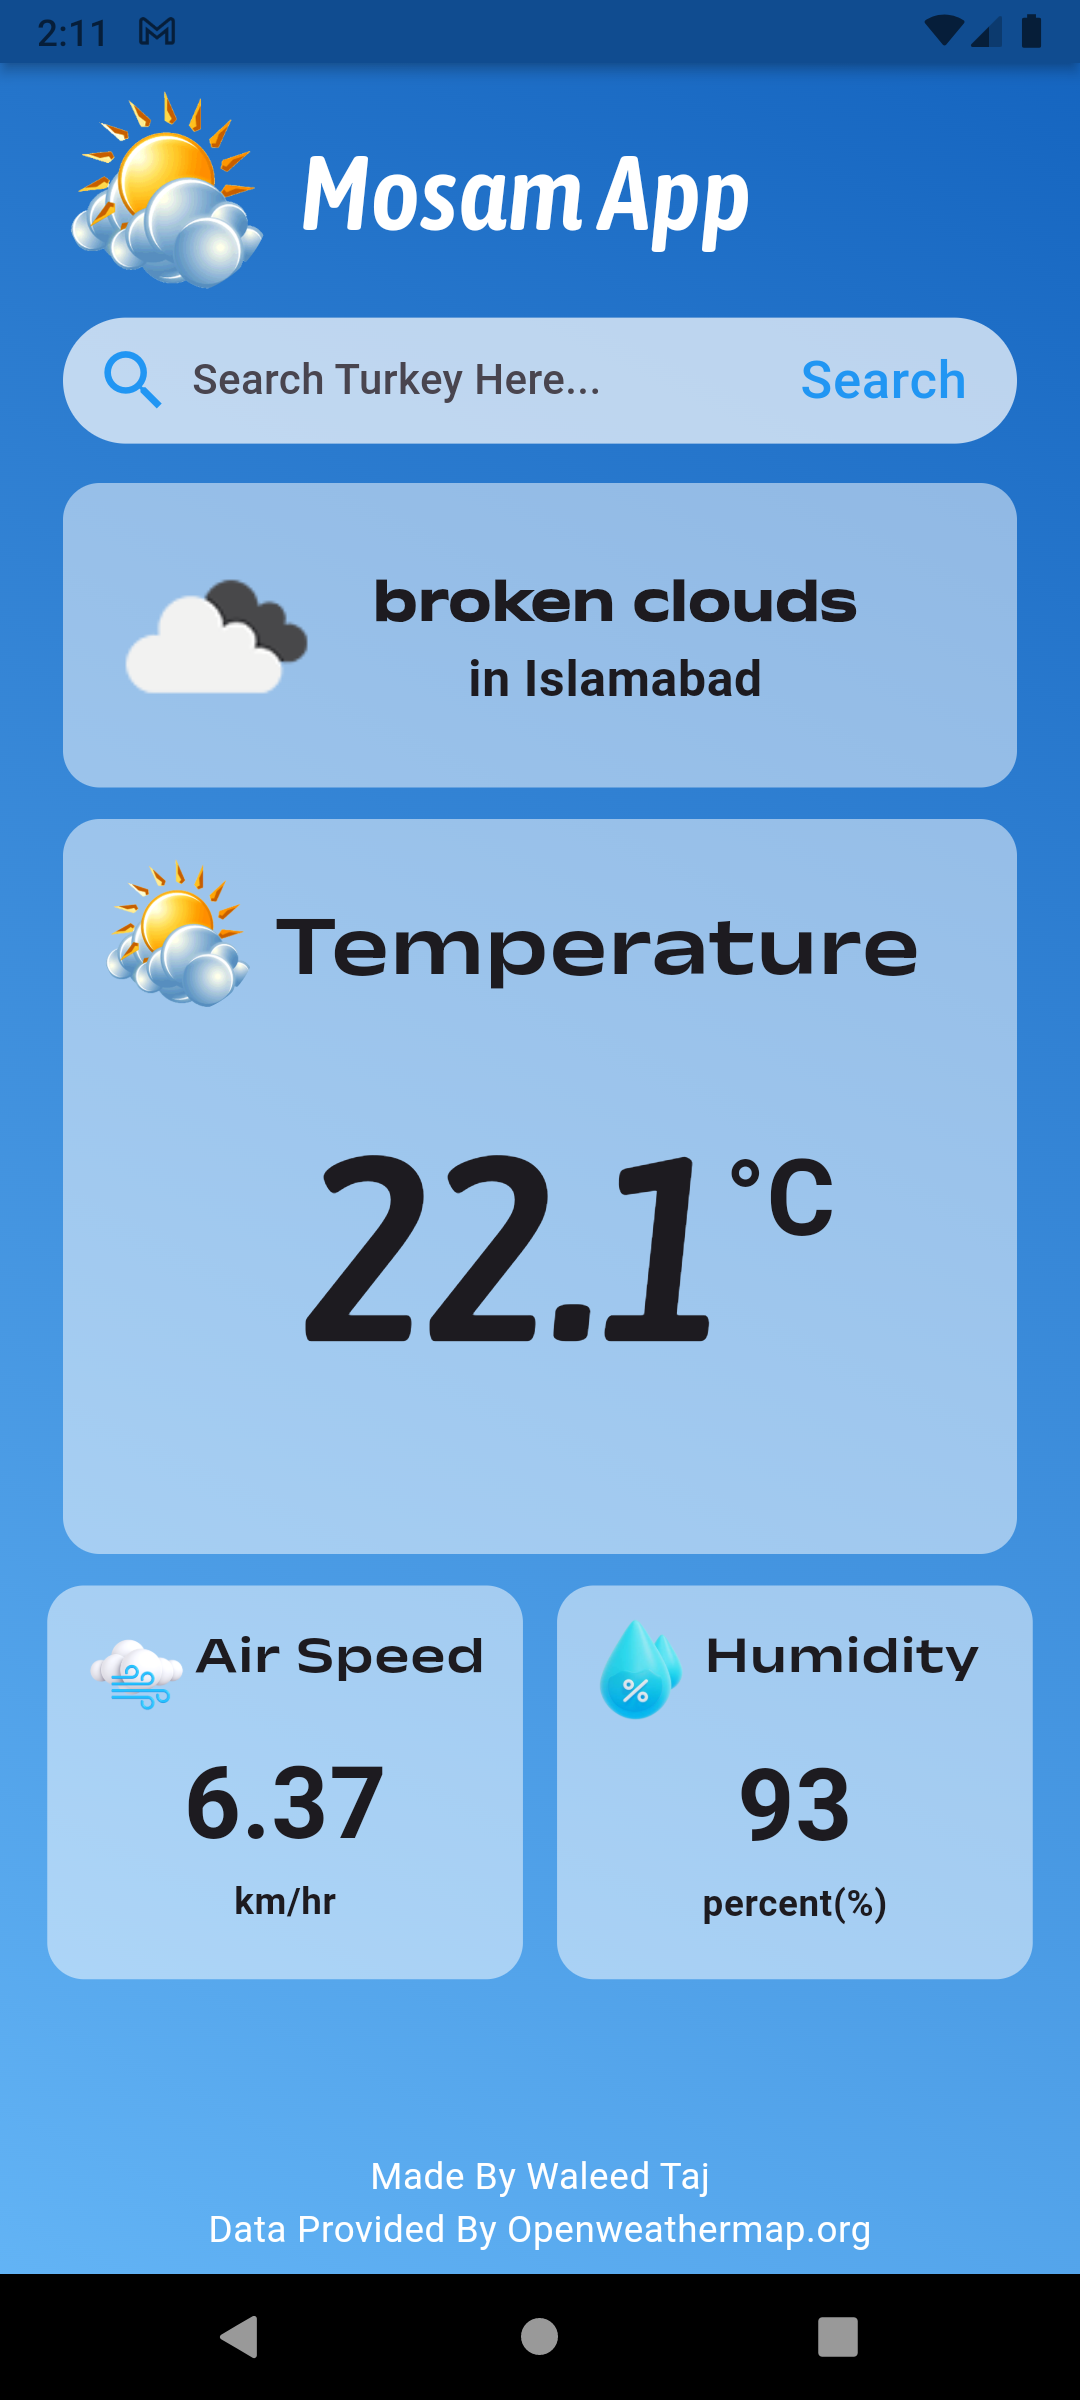 2:11
Mosam App
Search Turkey Here...
Search
broken clouds
in Islamabad
Temperature
22.1 °C
Air Speed
6.37
km/hr
Humidity
%
93
percent(%)
Made By Waleed Taj
Data Provided By Openweathermap.org